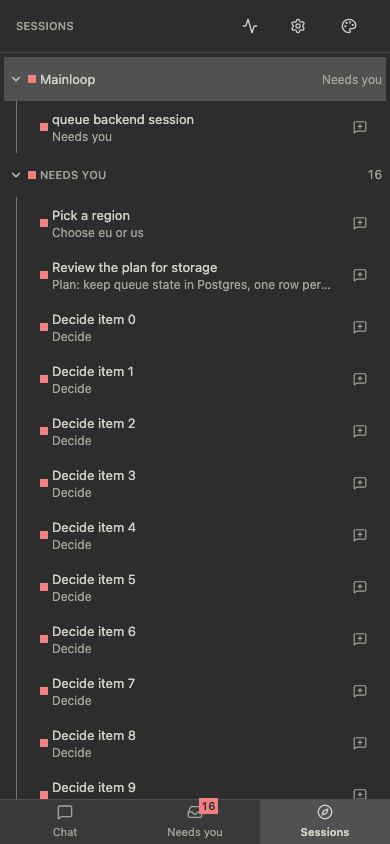 SESSIONS
Mainloop Needs you
queue backend session
Needs you
NEEDS YOU 16
Pick a region
Choose eu or us
Review the plan for storage
Plan: keep queue state in Postgres, one row per...
Decide item 0
Decide
Decide item 1
Decide
Decide item 2
Decide
Decide item 3
Decide
Decide item 4
Decide
Decide item 5
Decide
Decide item 6
Decide
Decide item 7
Decide
Decide item 8
Decide
Decide item 9
16
Chat Needs you Sessions